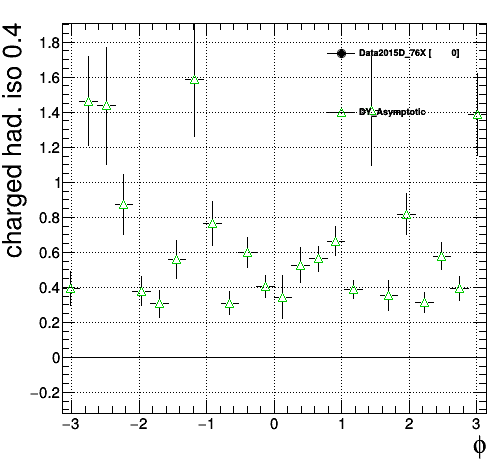 charged had. iso 0.4
1.8
1.6
1.4
1.2
1
0.8
0.6
0.4
0.2
0
−0.2
Data2015D_76X [ 0]
DY_Asymptotic
−3 −2 −1 0 1 2 3
ϕ